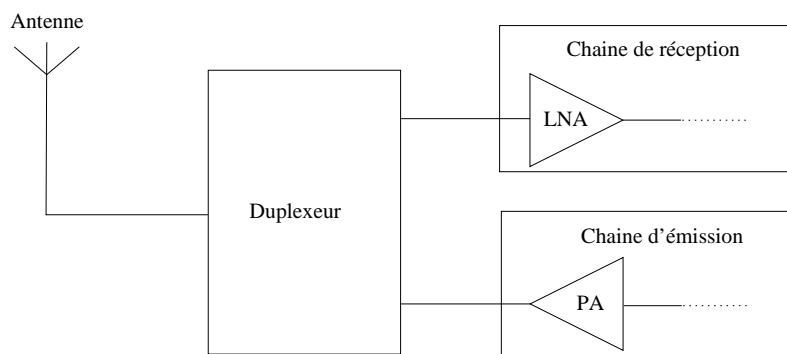 Antenne
Chaine de réception
LNA
Duplexeur
Chaine d'émission
PA